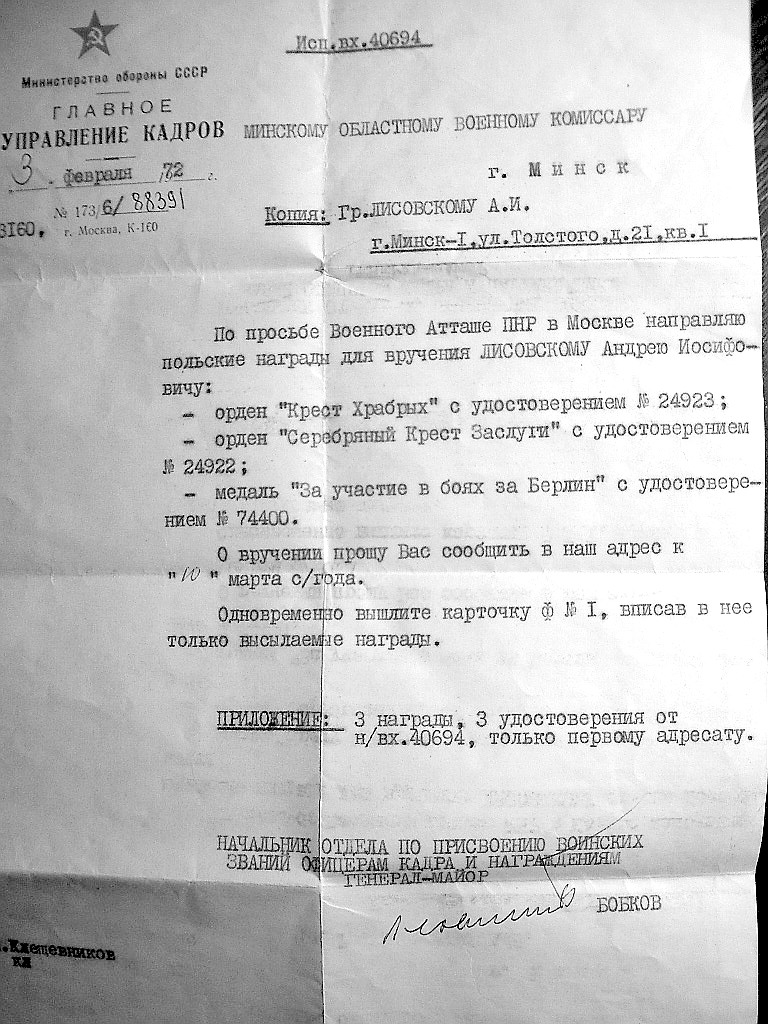 Исп.вх.40694
Министерство обороны СССР
ГЛАВНОЕ
УПРАВЛЕНИЕ КАДРОВ
3 . февраля 72 г.
№ 173/6/88391
3I60, г. Москва, К-160
МИНСКОМУ ОБЛАСТНОМУ ВОЕННОМУ КОМИССАРУ
г. Минск
Копия: Гр.ЛИСОВСКОМУ А.И.
г.Минск-I,ул.Толстого,д.2I,кв.I
По просьбе Военного Атташе ПНР в Москве направляю
польские награды для вручения ЛИСОВСКОМУ Андрею Иосифо-
вичу:
- орден "Крест Храбрых" с удостоверением № 24923;
- орден "Серебряный Крест Заслуги" с удостоверением
№ 24922;
- медаль "За участие в боях за Берлин" с удостовере-
нием № 74400.
О вручении прошу Вас сообщить в наш адрес к
"10" марта с/года.
Одновременно вышлите карточку ф № I, вписав в нее
только высылаемые награды.
ПРИЛОЖЕНИЕ: 3 награды, 3 удостоверения от
н/вх.40694, только первому адресату.
НАЧАЛЬНИК ОТДЕЛА ПО ПРИСВОЕНИЮ ВОИНСКИХ
ЗВАНИЙ ОФИЦЕРАМ КАДРА И НАГРАЖДЕНИЯМ
ГЕНЕРАЛ-МАЙОР
БОБКОВ
.Клещевников
кл